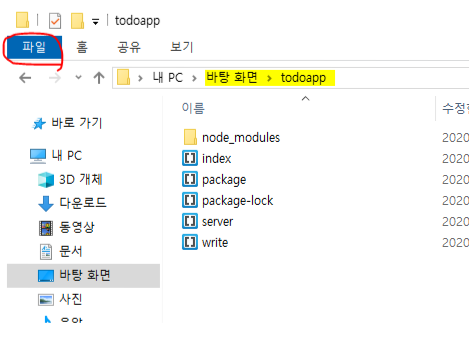 todoapp
파일 홈 공유 보기
내 PC 바탕 화면 todoapp
이름 수정한
바로 가기
내 PC
3D 개체
다운로드
동영상
문서
바탕 화면
사진
node_modules 2020
index 2020
package 2020
package-lock 2020
server 2020
write 2020